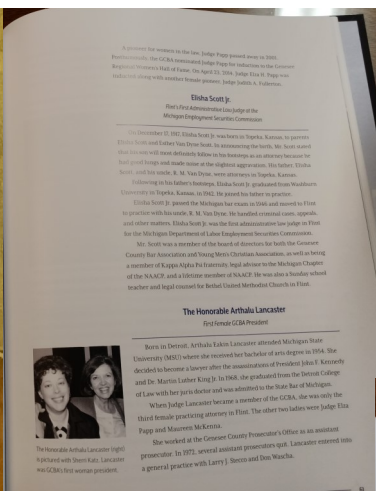 A pioneer for women in the law, Judge Papp passed away in 2009.
Posthumously, the GCBA nominated Judge Papp for induction to the Genesee
Regional Women's Hall of Fame. On April 23, 2014, Judge Elza H. Papp was
inducted along with another female pioneer, Judge Judith A. Fullerton.
Elisha Scott Jr.
Flint's First Administrative Law Judge at the
Michigan Employment Securities Commission
On December 17, 1917, Elisha Scott Jr. was born in Topeka, Kansas, to parents
Elisha Scott and Esther Van Dyne Scott. In announcing the birth, Mr. Scott stated
that his son will most definitely follow in his footsteps as an attorney because he
had good lungs and made noise at the slightest aggravation. His father, Elisha
Scott, and his uncle, R. M. Van Dyne, were attorneys in Topeka, Kansas.
Following in his father's footsteps, Elisha Scott Jr. graduated from Washburn
University in Topeka, Kansas, in 1942. He joined his father to practice.
Elisha Scott Jr. passed the Michigan bar exam in 1946 and moved to Flint
to practice with his uncle, R. M. Van Dyne. He handled criminal cases, appeals,
and other matters. Elisha Scott Jr. was the first administrative law judge in Flint
for the Michigan Department of Labor Employment Securities Commission.
Mr. Scott was a member of the board of directors for both the Genesee
County Bar Association and Young Men's Christian Association, as well as being
a member of Kappa Alpha Psi fraternity, legal advisor to the Michigan Chapter
of the NAACP, and a lifetime member of NAACP. He was also a Sunday school
teacher and legal counsel for Bethel United Methodist Church in Flint.
The Honorable Arthalu Lancaster
First Female GCBA President
Born in Detroit, Arthalu Eakin Lancaster attended Michigan State
University (MSU) where she received her bachelor of arts degree in 1954. She
decided to become a lawyer after the assassinations of President John F. Kennedy
and Dr. Martin Luther King Jr. In 1968, she graduated from the Detroit College
of Law with her juris doctor and was admitted to the State Bar of Michigan.
When Judge Lancaster became a member of the GCBA, she was only the
third female practicing attorney in Flint. The other two ladies were Judge Elza
Papp and Maureen McKenna.
She worked at the Genesee County Prosecutor's Office as an assistant
prosecutor. In 1972, several assistant prosecutors quit. Lancaster entered into
a general practice with Larry J. Stecco and Don Wascha.
The Honorable Arthalu Lancaster (right)
is pictured with Sherri Katz. Lancaster
was GCBA's first woman president.